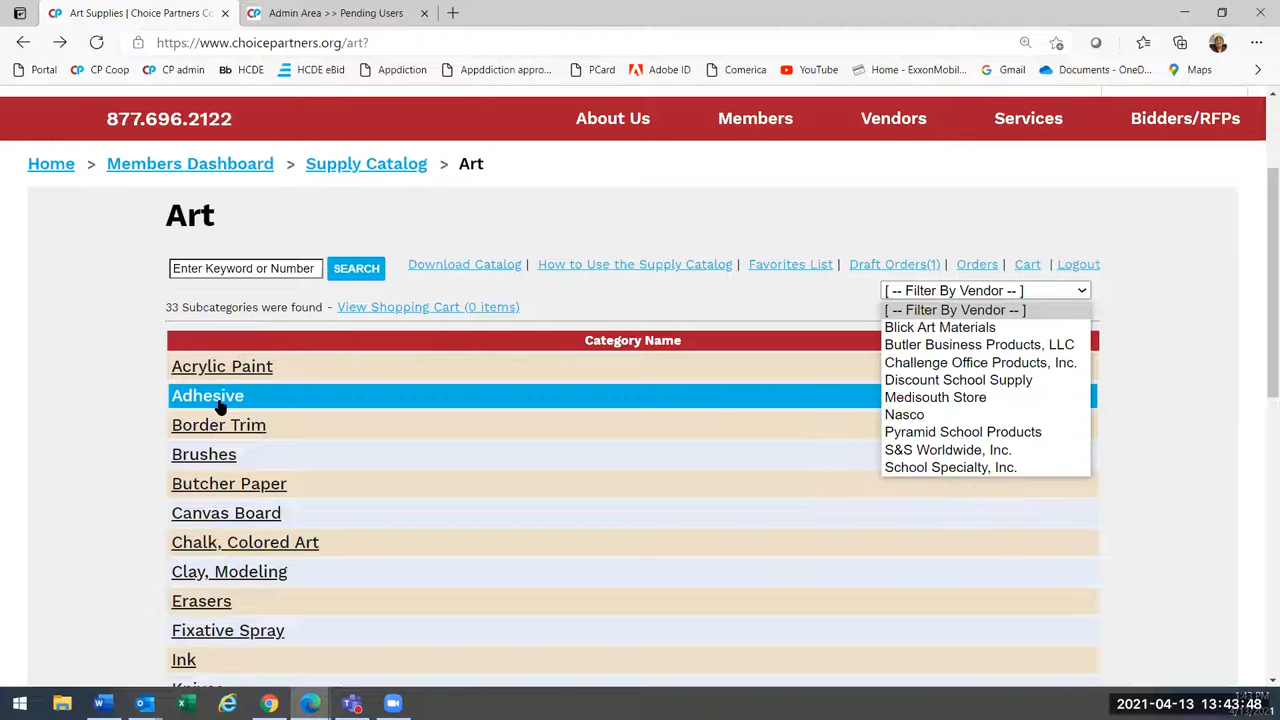 Art Supplies | Choice Partners Co
Admin Area >> Pending Users
https://www.choicepartners.org/art?
Portal
CP Coop
CP admin
Bb HCDE
HCDE eBid
Appdiction
Appddiction appro...
PCard
Adobe ID
Comerica
YouTube
Home - ExxonMobil...
Gmail
Documents - OneD...
Maps
877.696.2122
About Us
Members
Vendors
Services
Bidders/RFPs
Home > Members Dashboard > Supply Catalog > Art
Art
Enter Keyword or Number
SEARCH
Download Catalog | How to Use the Supply Catalog | Favorites List | Draft Orders(1) | Orders | Cart | Logout
[ -- Filter By Vendor -- ]
33 Subcategories were found - View Shopping Cart (0 items)
[ -- Filter By Vendor -- ]
Blick Art Materials
Butler Business Products, LLC
Challenge Office Products, Inc.
Discount School Supply
Medisouth Store
Nasco
Pyramid School Products
S&S Worldwide, Inc.
School Specialty, Inc.
Category Name
Acrylic Paint
Adhesive
Border Trim
Brushes
Butcher Paper
Canvas Board
Chalk, Colored Art
Clay, Modeling
Erasers
Fixative Spray
Ink
2021-04-13 13:43:48